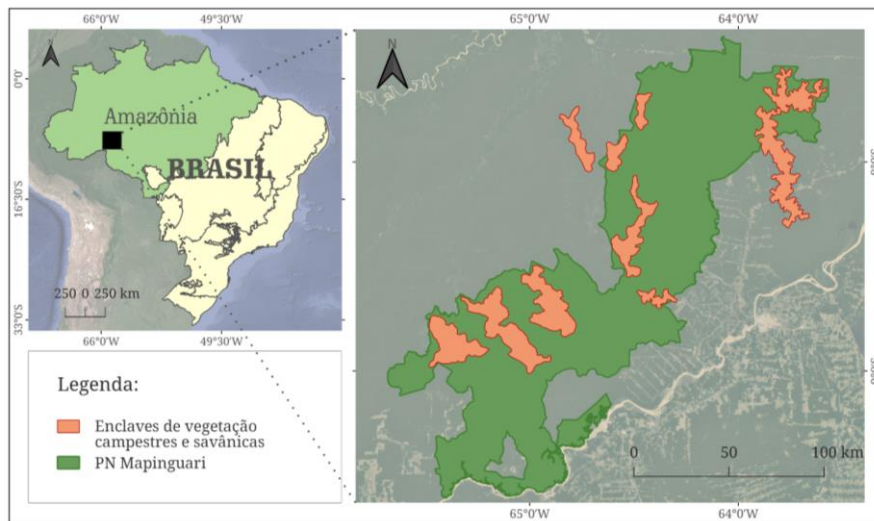 66°0'W 49°30'W
N
0°0'
Amazônia
BRASIL
16°30'S
250 0 250 km
33°0'S
66°0'W 49°30'W
Legenda:
Enclaves de vegetação
campestres e savânicas
PN Mapinguari
65°0'W 64°0'W
N
0 50 100 km
65°0'W 64°0'W